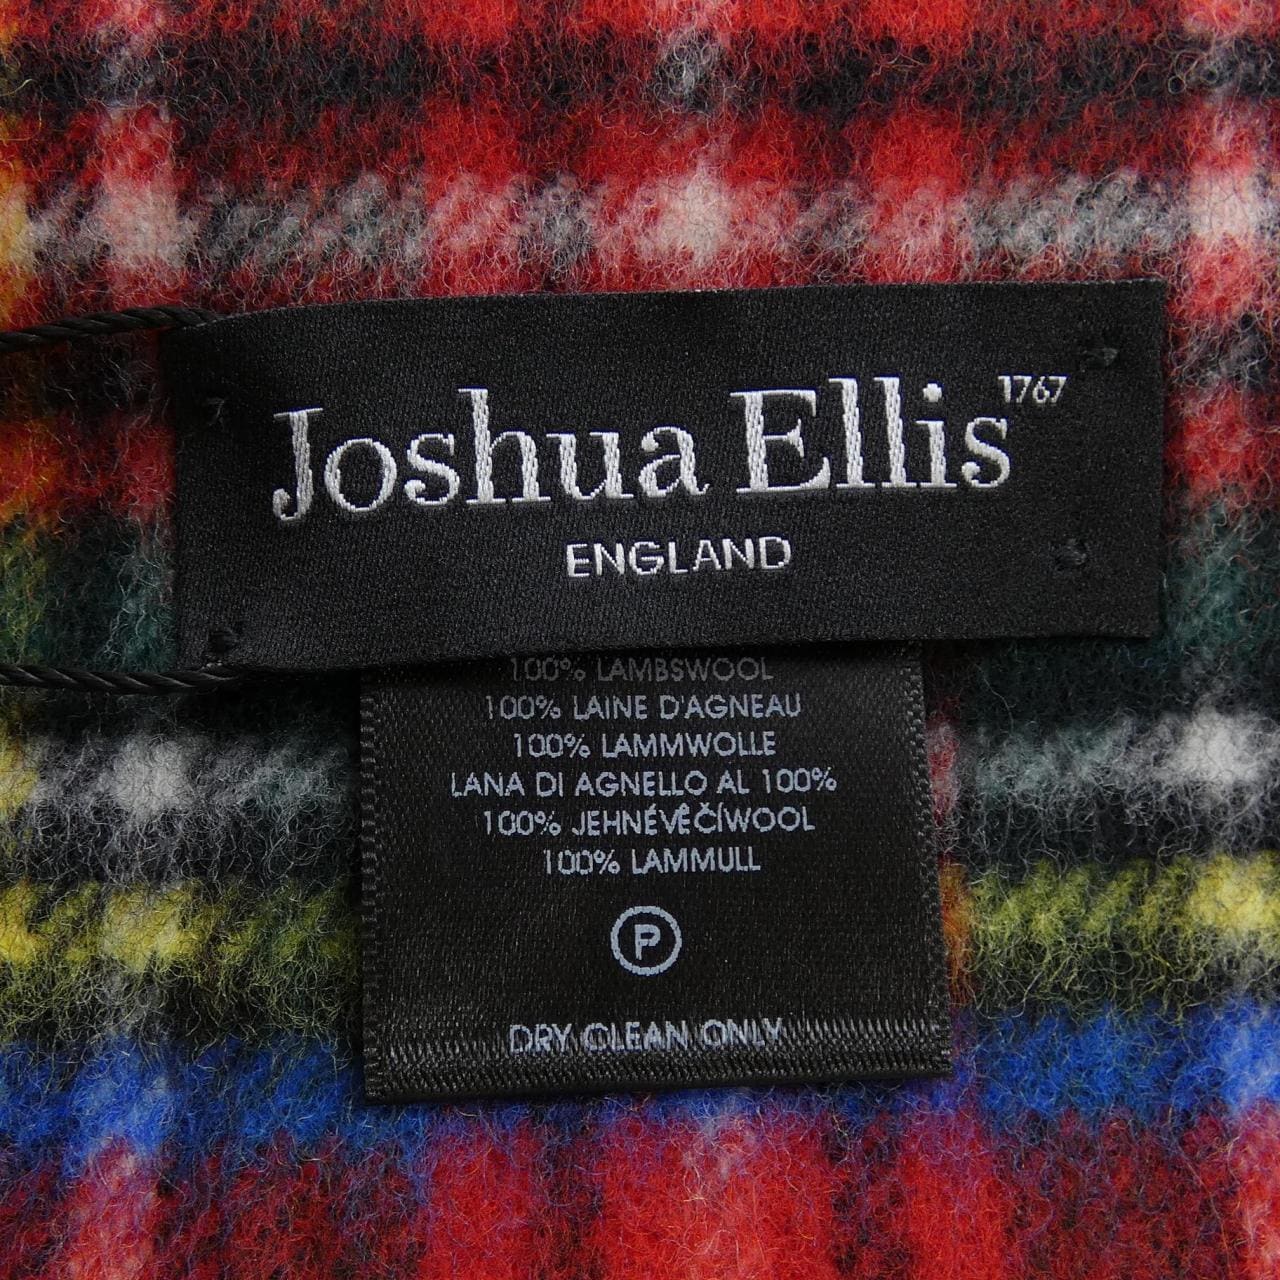 Joshua Ellis 1767
ENGLAND
100% LAMBSWOOL
100% LAINE D'AGNEAU
100% LAMMWOLLE
LANA DI AGNELLO AL 100%
100% JEHNÉVÊČÍWOOL
100% LAMMULL
P
DRY CLEAN ONLY